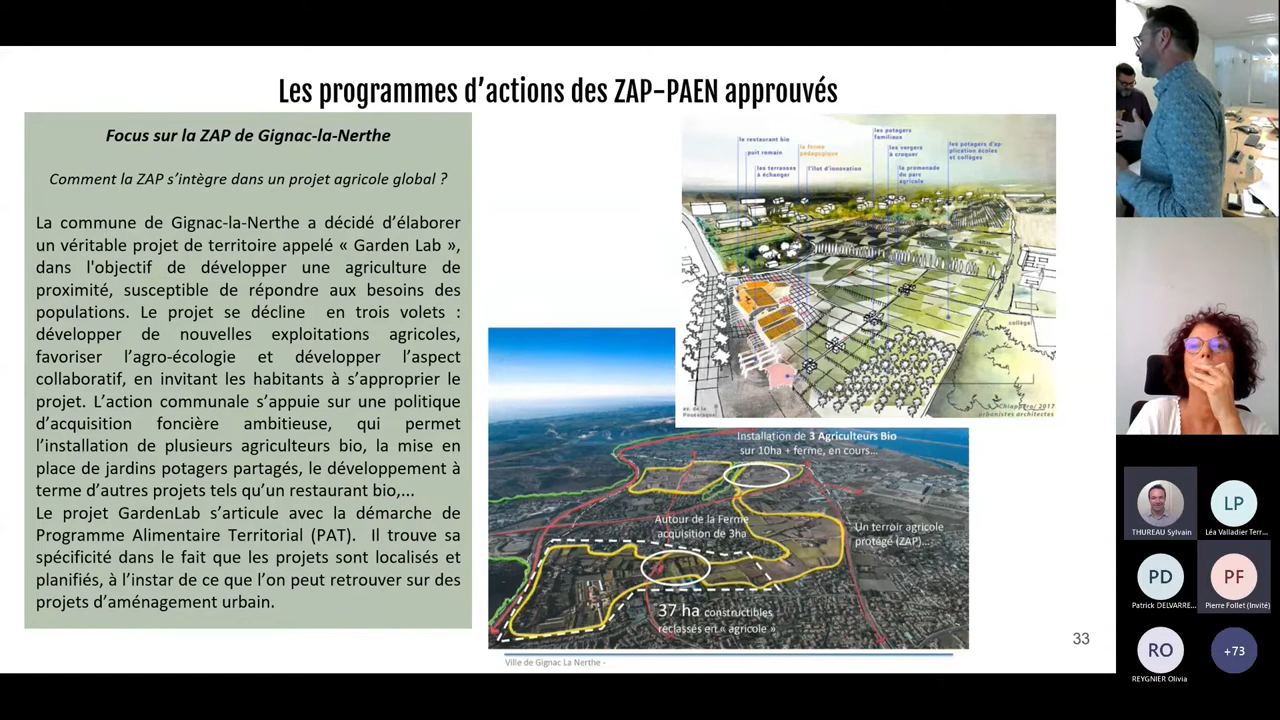 Les programmes d’actions des ZAP-PAEN approuvés
Focus sur la ZAP de Gignac-la-Nerthe
Comment la ZAP s’intègre dans un projet agricole global ?
La commune de Gignac-la-Nerthe a décidé d’élaborer
un véritable projet de territoire appelé « Garden Lab »,
dans l'objectif de développer une agriculture de
proximité, susceptible de répondre aux besoins des
populations. Le projet se décline en trois volets :
développer de nouvelles exploitations agricoles,
favoriser l’agro-écologie et développer l’aspect
collaboratif, en invitant les habitants à s’approprier le
projet. L’action communale s’appuie sur une politique
d’acquisition foncière ambitieuse, qui permet
l’installation de plusieurs agriculteurs bio, la mise en
place de jardins potagers partagés, le développement à
terme d’autres projets tels qu’un restaurant bio,...
Le projet GardenLab s’articule avec la démarche de
Programme Alimentaire Territorial (PAT). Il trouve sa
spécificité dans le fait que les projets sont localisés et
planifiés, à l’instar de ce que l’on peut retrouver sur des
projets d’aménagement urbain.
le restaurant bio
puit romain
les terrasses
à échanger
la ferme
pédagogique
l'îlot d'innovation
les potagers
familiaux
les vergers
à croquer
la promenade
du parc
agricole
les potagers d'ap-
plication écoles
et collèges
collège
av. de la
Pousaraque
Chiappero/ 2017
urbanistes architectes
Installation de 3 Agriculteurs Bio
sur 10ha + ferme, en cours...
Autour de la Ferme
acquisition de 3ha
Un terroir agricole
protégé (ZAP)...
37 ha constructibles
reclassés en « agricole »
Ville de Gignac La Nerthe -
33
THUREAU Sylvain
LP
Léa Valladier Terr...
PD
Patrick DELVARRE...
PF
Pierre Follet (Invité)
RO
REYGNIER Olivia
+73